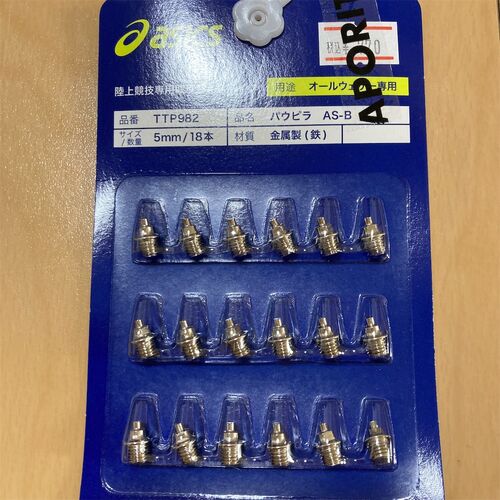 asics
陸上競技専用
用途 オールウェザー専用
品番 TTP982 品名 パウピラ AS-B
サイズ/数量 5mm/18本 材質 金属製(鉄)
APORIT